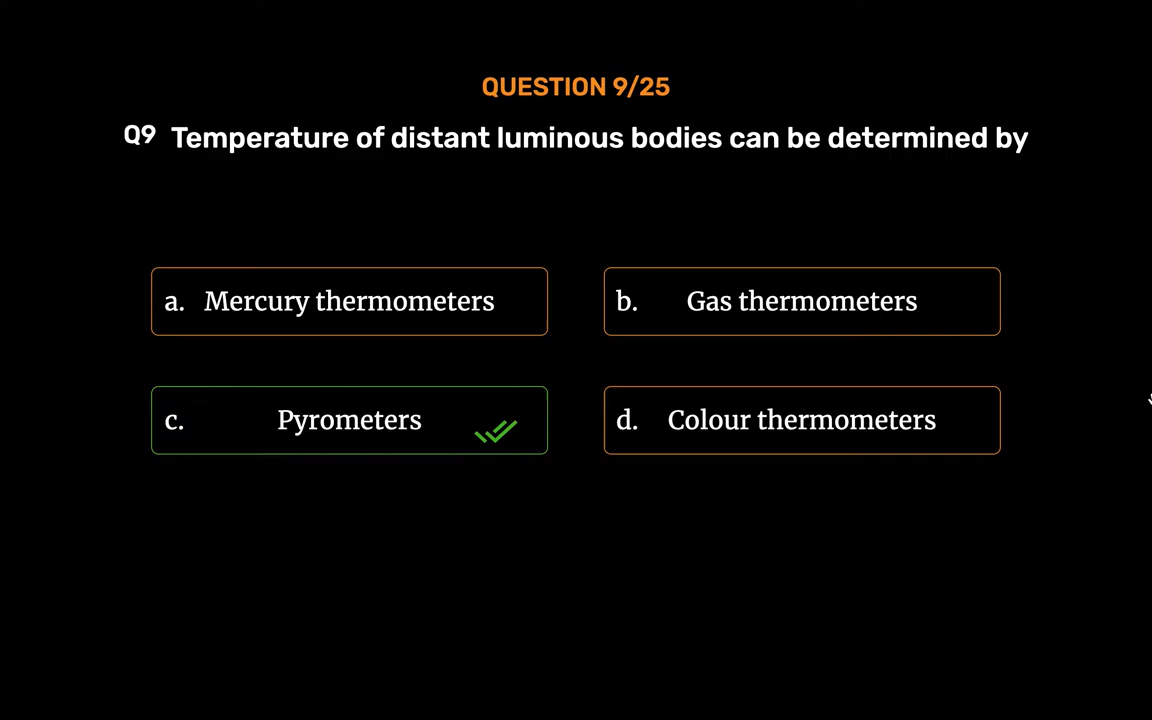 QUESTION 9/25
Q9 Temperature of distant luminous bodies can be determined by
a. Mercury thermometers
b. Gas thermometers
c. Pyrometers
d. Colour thermometers